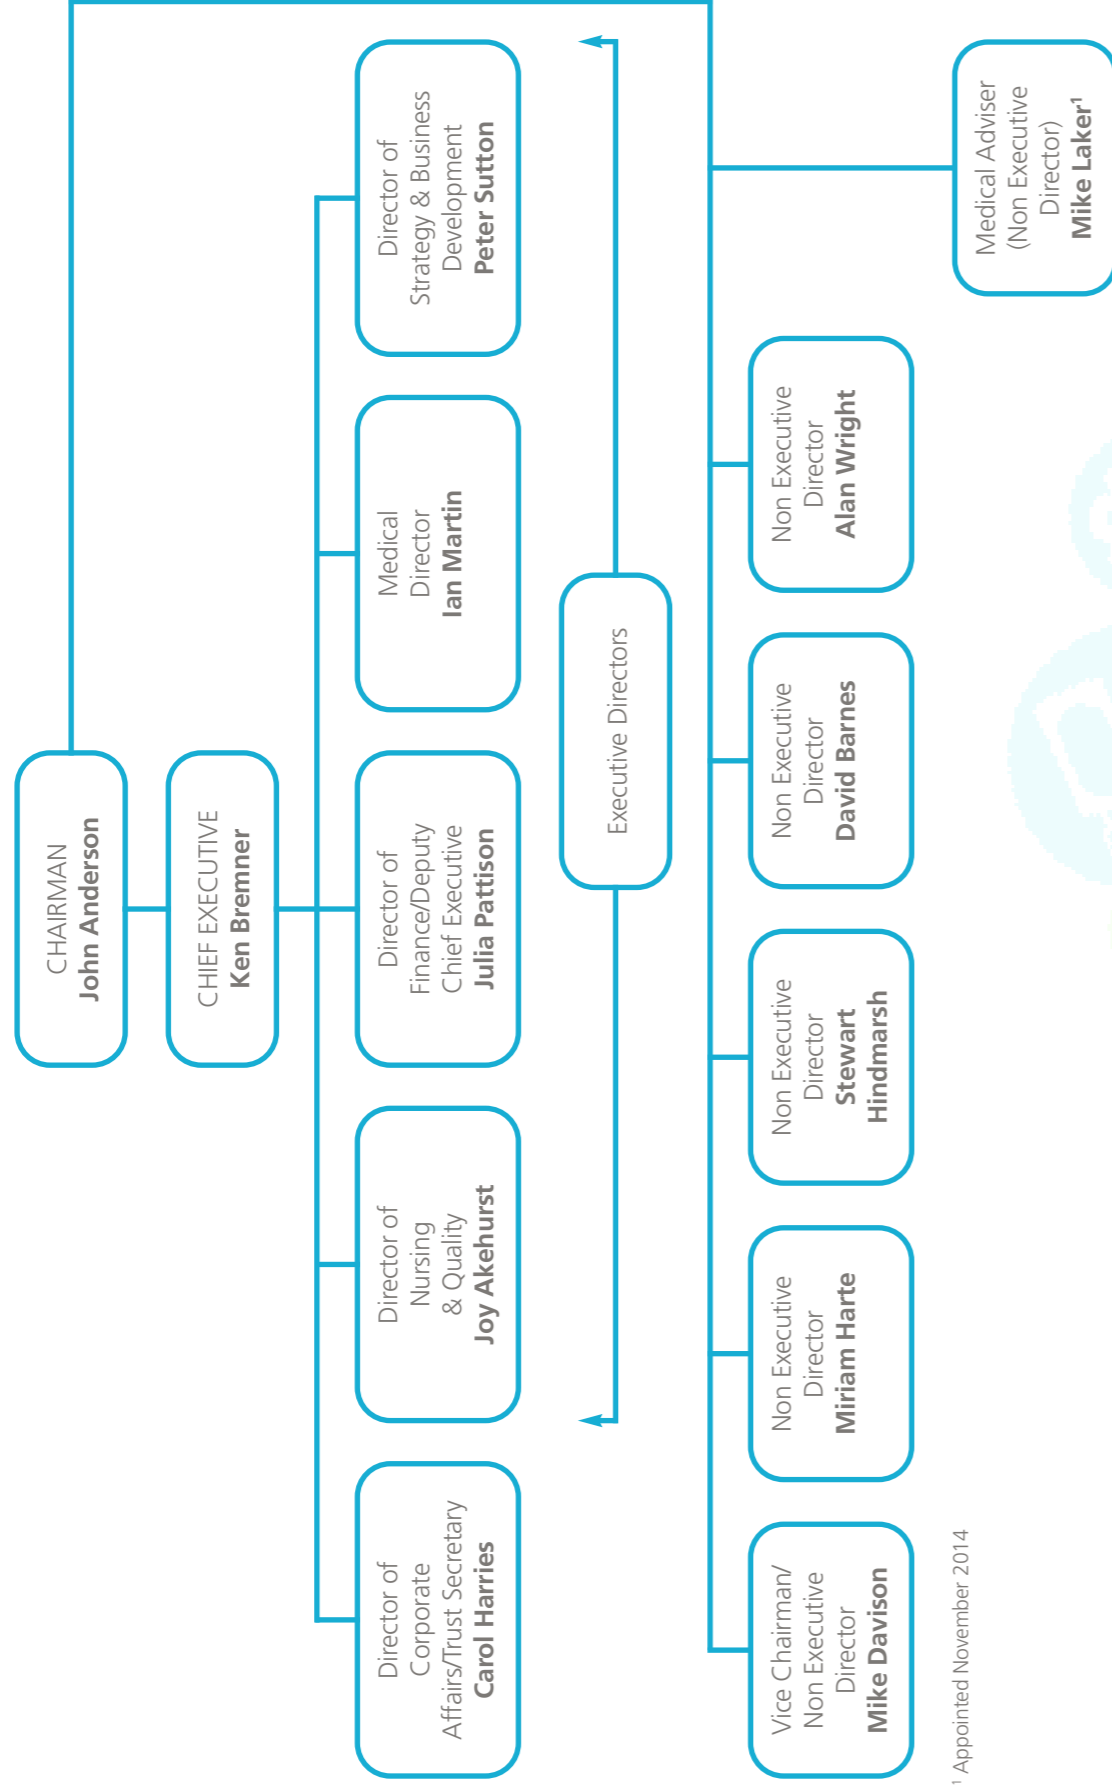 CHAIRMAN
John Anderson
CHIEF EXECUTIVE
Ken Bremner
Director of
Corporate
Affairs/Trust Secretary
Carol Harries
Director of
Nursing
& Quality
Joy Akehurst
Director of
Finance/Deputy
Chief Executive
Julia Pattison
Medical
Director
Ian Martin
Director of
Strategy & Business
Development
Peter Sutton
Executive Directors
Vice Chairman/
Non Executive
Director
Mike Davison
Non Executive
Director
Miriam Harte
Non Executive
Director
Stewart
Hindmarsh
Non Executive
Director
David Barnes
Non Executive
Director
Alan Wright
Medical Adviser
(Non Executive
Director)
Mike Laker¹
¹ Appointed November 2014